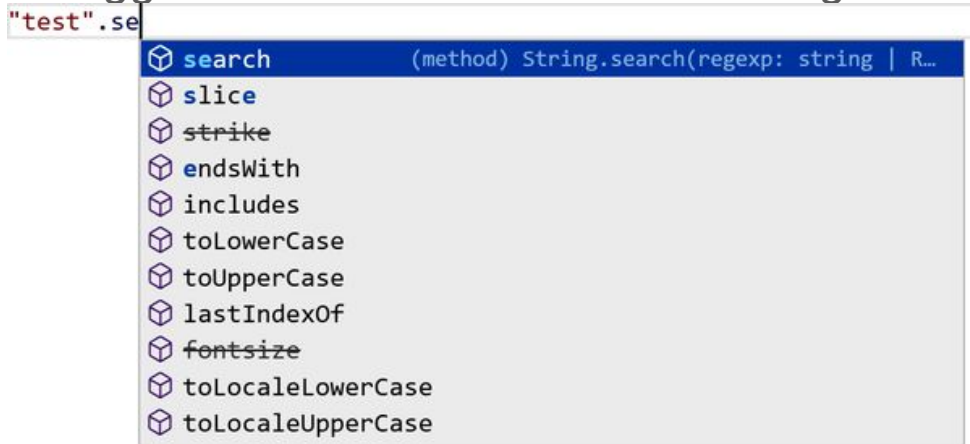 "test".se
search (method) String.search(regexp: string | R…
slice
strike
endsWith
includes
toLowerCase
toUpperCase
lastIndexOf
fontsize
toLocaleLowerCase
toLocaleUpperCase